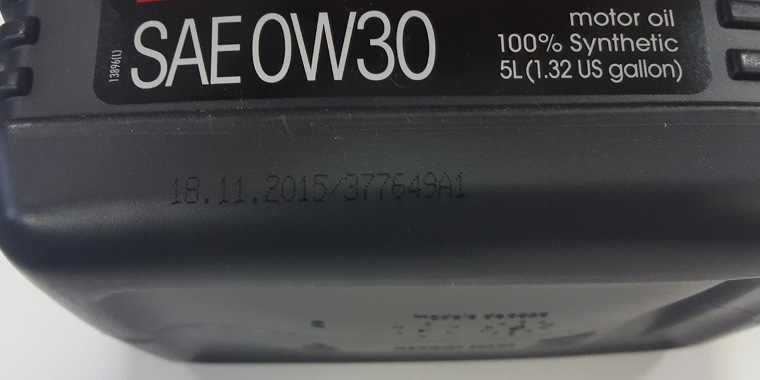 SAE 0W30
motor oil
100% Synthetic
5L (1.32 US gallon)
13896(L)
18.11.2015/377649A1